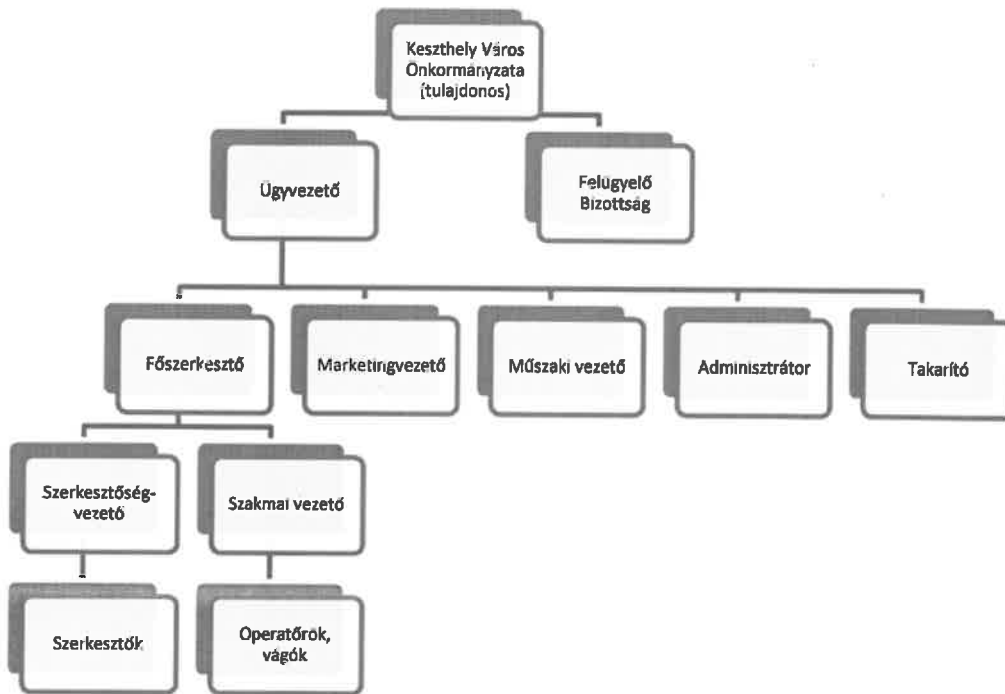 Keszthely Város
Önkormányzata
(tulajdonos)
Ügyvezető
Felügyelő
Bizottság
Főszerkesztő
Marketingvezető
Műszaki vezető
Adminisztrátor
Takarító
Szerkesztőség-
vezető
Szakmai vezető
Szerkesztők
Operatőrök,
vágók